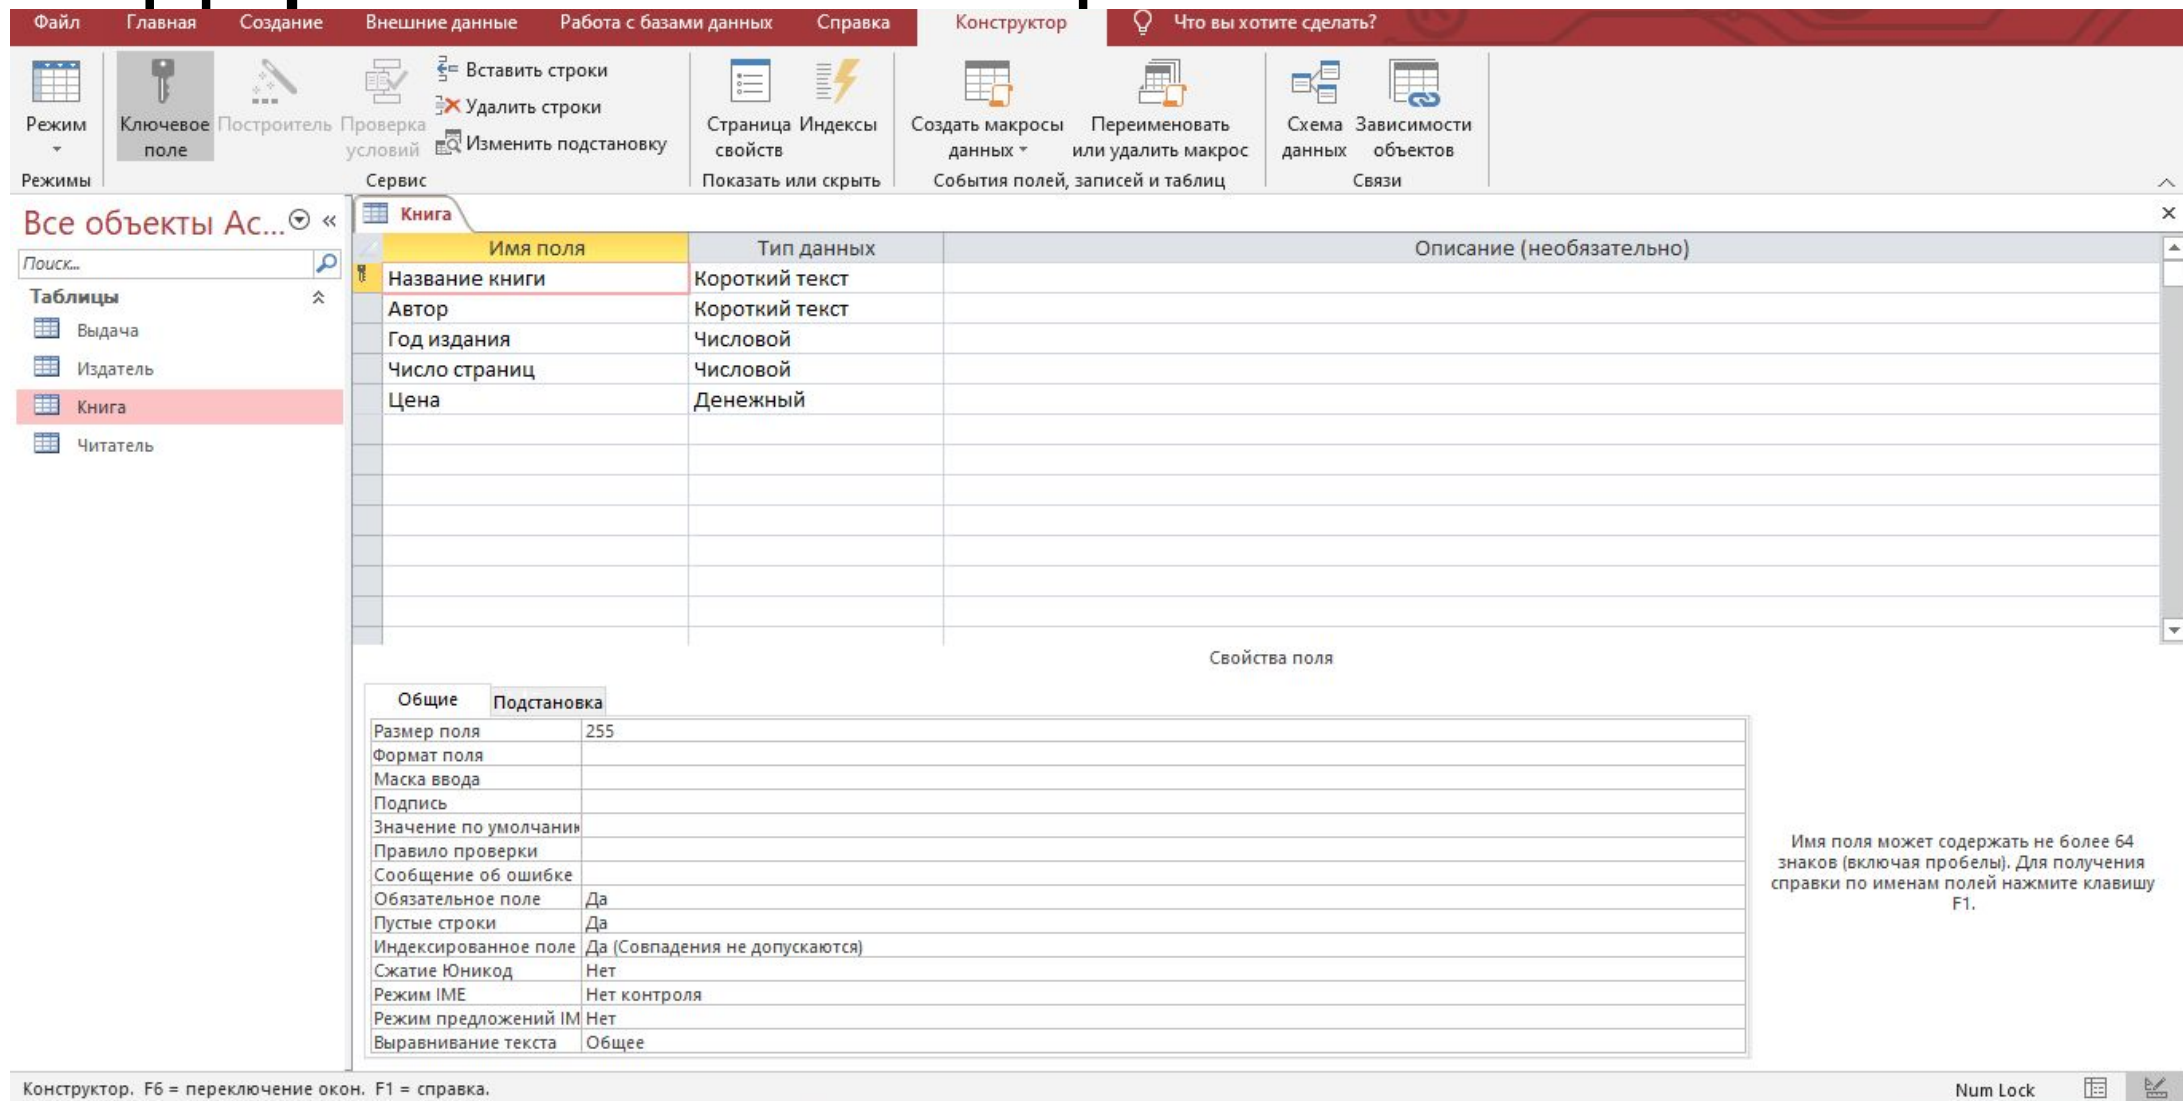 Файл Главная Создание Внешние данные Работа с базами данных Справка Конструктор Что вы хотите сделать?
Режим
Ключевое поле
Построитель
Проверка условий
Вставить строки
Удалить строки
Изменить подстановку
Страница свойств
Индексы
Создать макросы данных
Переименовать или удалить макрос
Схема данных
Зависимости объектов
Режимы Сервис Показать или скрыть События полей, записей и таблиц Связи
Все объекты Ac... «
Поиск...
Таблицы
Выдача
Издатель
Книга
Читатель
Книга
Имя поля Тип данных Описание (необязательно)
Название книги Короткий текст
Автор Короткий текст
Год издания Числовой
Число страниц Числовой
Цена Денежный
Свойства поля
Общие Подстановка
Размер поля 255
Формат поля
Маска ввода
Подпись
Значение по умолчани
Правило проверки
Сообщение об ошибке
Обязательное поле Да
Пустые строки Да
Индексированное поле Да (Совпадения не допускаются)
Сжатие Юникод Нет
Режим IME Нет контроля
Режим предложений IM Нет
Выравнивание текста Общее
Имя поля может содержать не более 64
знаков (включая пробелы). Для получения
справки по именам полей нажмите клавишу
F1.
Конструктор. F6 = переключение окон. F1 = справка. Num Lock